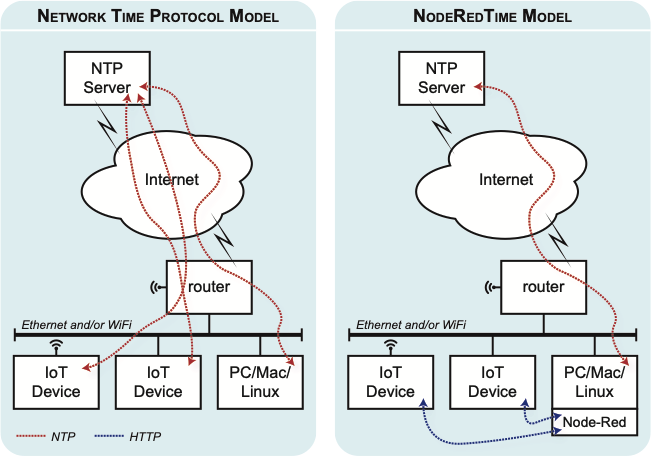 NETWORK TIME PROTOCOL MODEL
NTP
Server
Internet
router
Ethernet and/or WiFi
IoT
Device
IoT
Device
PC/Mac/
Linux
NTP
HTTP
NODEREDTIME MODEL
NTP
Server
Internet
router
Ethernet and/or WiFi
IoT
Device
IoT
Device
PC/Mac/
Linux
Node-Red